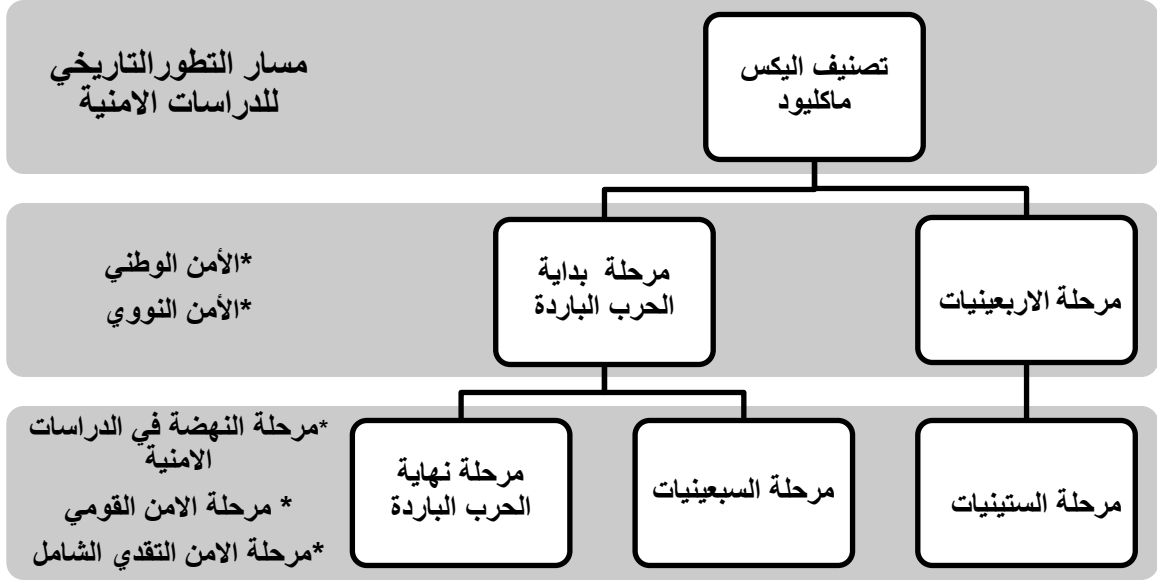 تصنيف اليكس
ماكليود
مسار التطورالتاريخي
للدراسات الامنية
مرحلة الاربعينيات
مرحلة بداية
الحرب الباردة
*الأمن الوطني
*الأمن النووي
مرحلة الستينيات
مرحلة السبعينيات
مرحلة نهاية
الحرب الباردة
*مرحلة النهضة في الدراسات
الامنية
* مرحلة الامن القومي
*مرحلة الامن التقدي الشامل